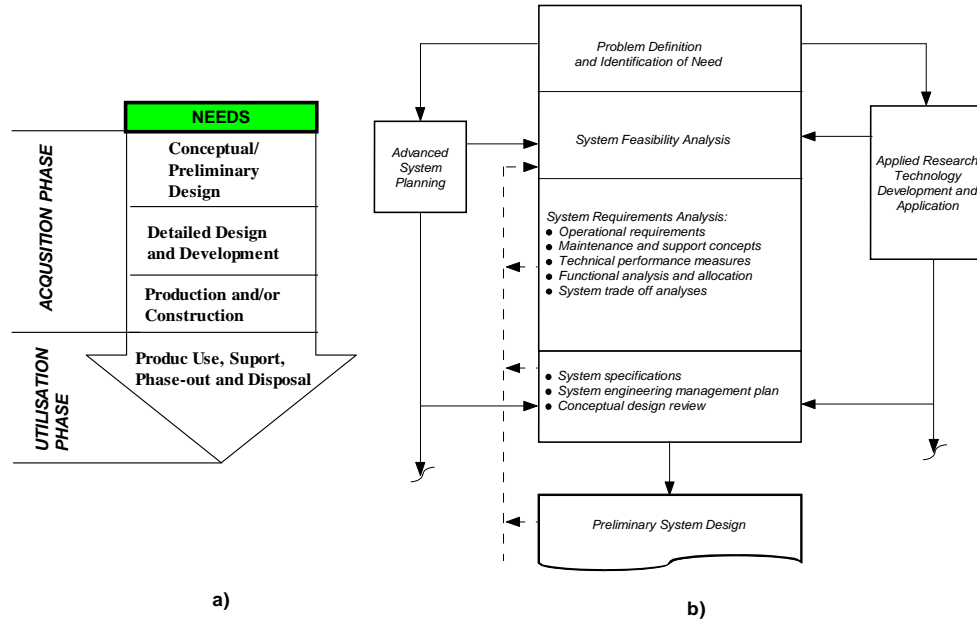 NEEDS
ACQUSITION PHASE
Conceptual/
Preliminary
Design
Detailed Design
and Development
Production and/or
Construction
UTILISATION
PHASE
Produc Use, Suport,
Phase-out and Disposal
a)
Problem Definition
and Identification of Need
Advanced
System
Planning
System Feasibility Analysis
Applied Research
Technology
Development and
Application
System Requirements Analysis:
● Operational requirements
● Maintenance and support concepts
● Technical performance measures
● Functional analysis and allocation
● System trade off analyses
● System specifications
● System engineering management plan
● Conceptual design review
Preliminary System Design
b)